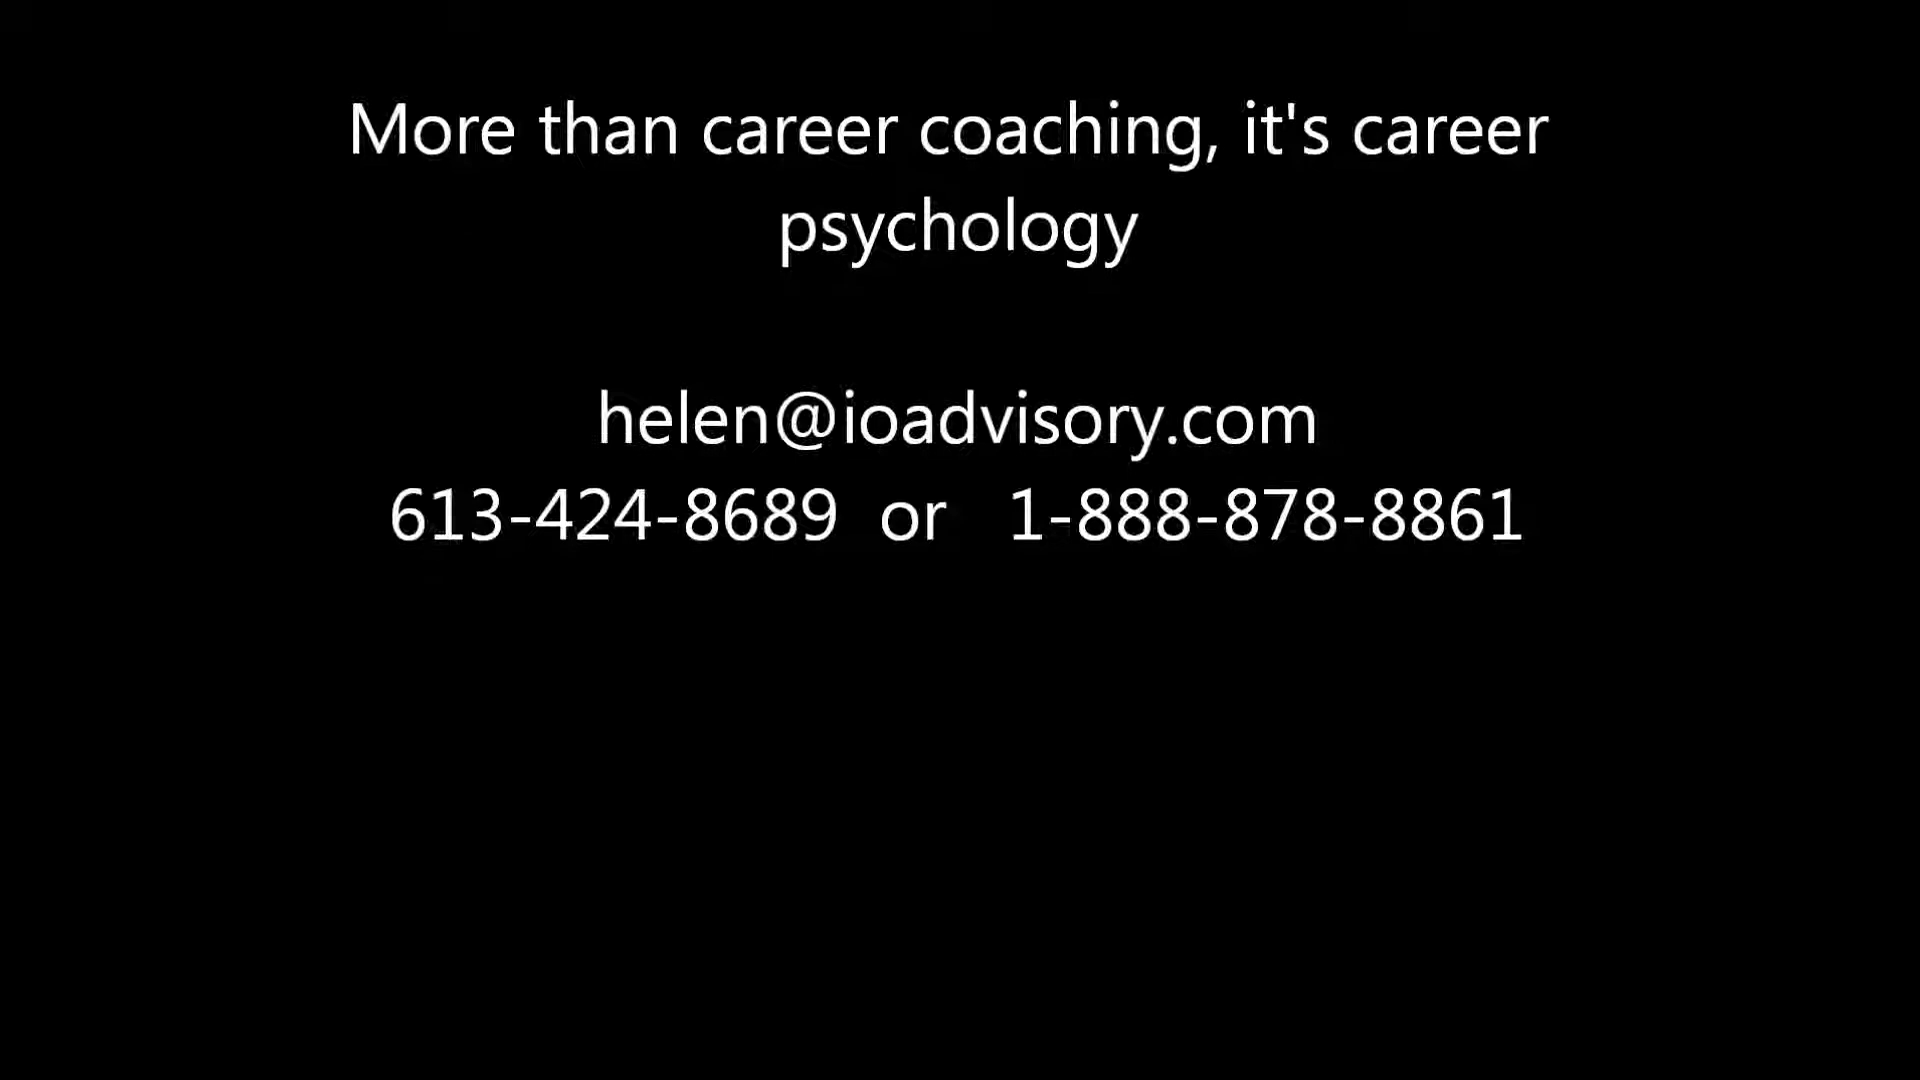 More than career coaching, it's career
psychology
helen@ioadvisory.com
613-424-8689 or 1-888-878-8861